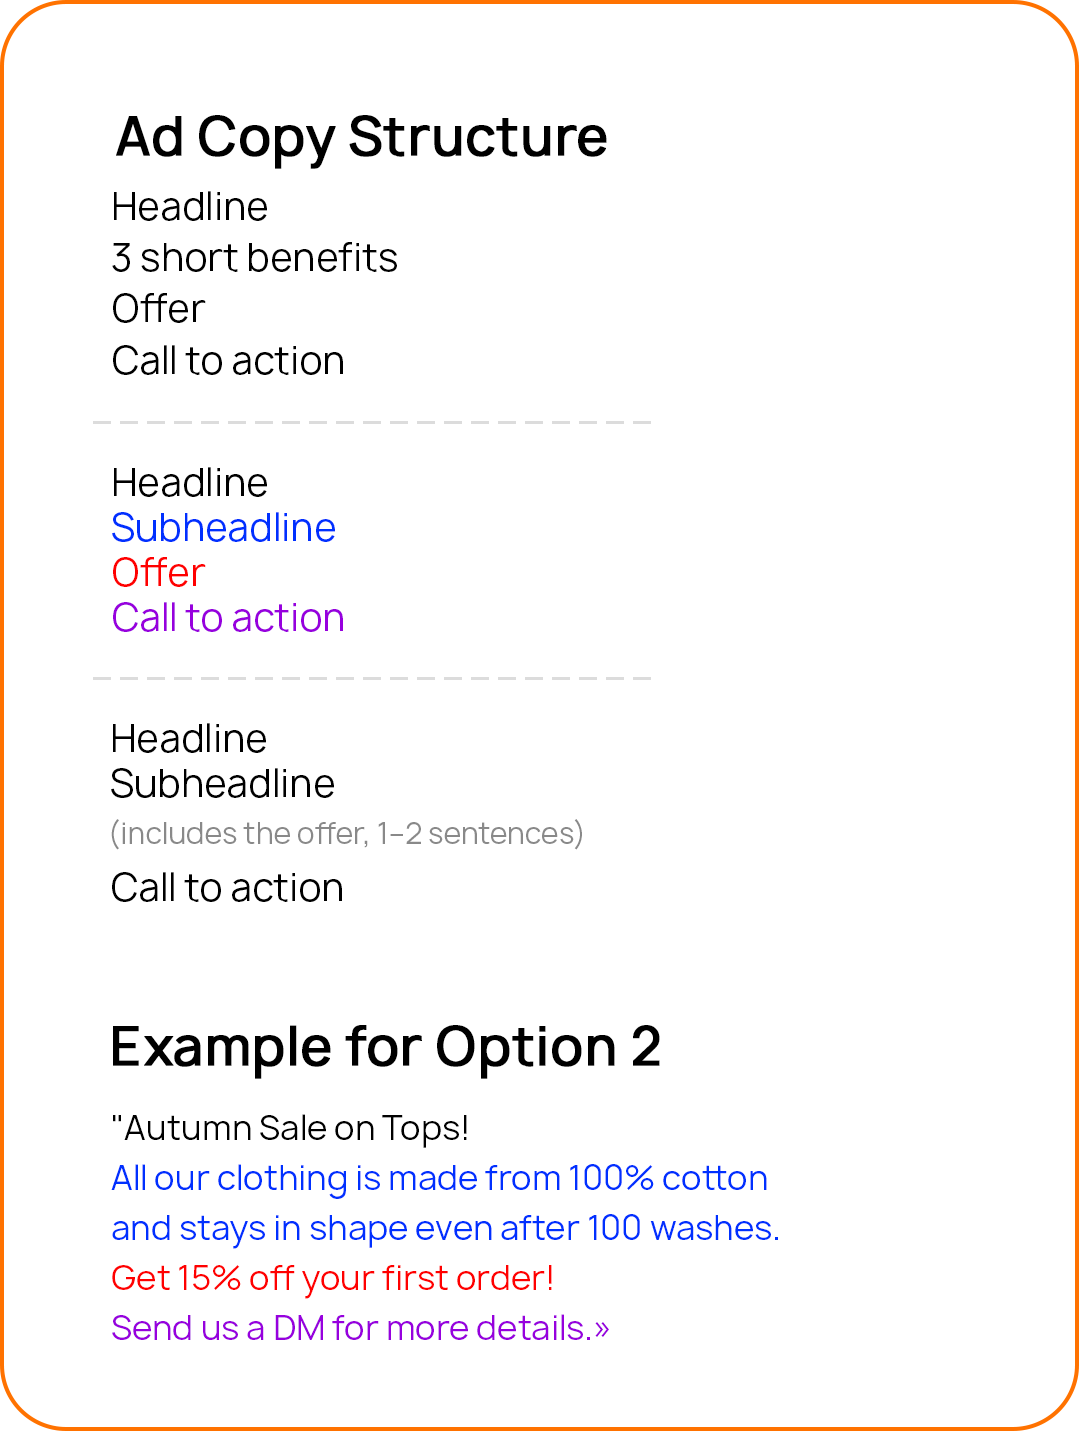 Ad Copy Structure
Headline
3 short benefits
Offer
Call to action
Headline
Subheadline
Offer
Call to action
Headline
Subheadline
(includes the offer, 1–2 sentences)
Call to action
Example for Option 2
"Autumn Sale on Tops!
All our clothing is made from 100% cotton
and stays in shape even after 100 washes.
Get 15% off your first order!
Send us a DM for more details.»